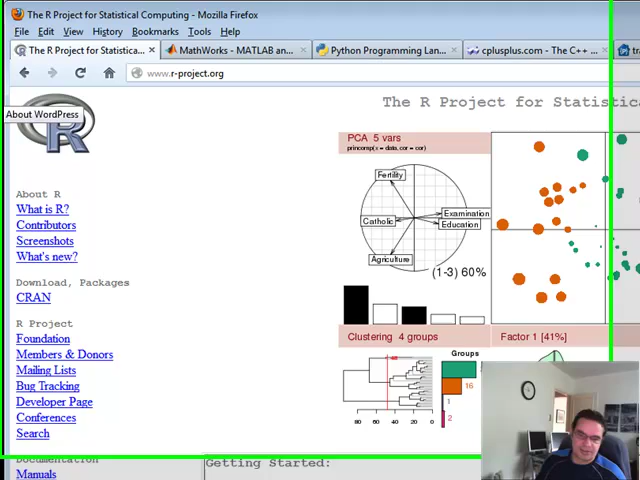 The R Project for Statistical Computing - Mozilla Firefox
File Edit View History Bookmarks Tools Help
The R Project for Statistica... × MathWorks - MATLAB an... × Python Programming Lan... × cplusplus.com - The C++ ... ×
www.r-project.org
About WordPress
R
The R Project for Statistic
PCA 5 vars
princomp(x = data, cor = cor)
Fertility
Catholic
Examination
Education
Agriculture
(1-3) 60%
Clustering 4 groups
Factor 1 [41%]
Groups
16
1
2
80 60 40 20 0
About R
What is R?
Contributors
Screenshots
What's new?
Download, Packages
CRAN
R Project
Foundation
Members & Donors
Mailing Lists
Bug Tracking
Developer Page
Conferences
Search
Documentation
Manuals
Getting Started: